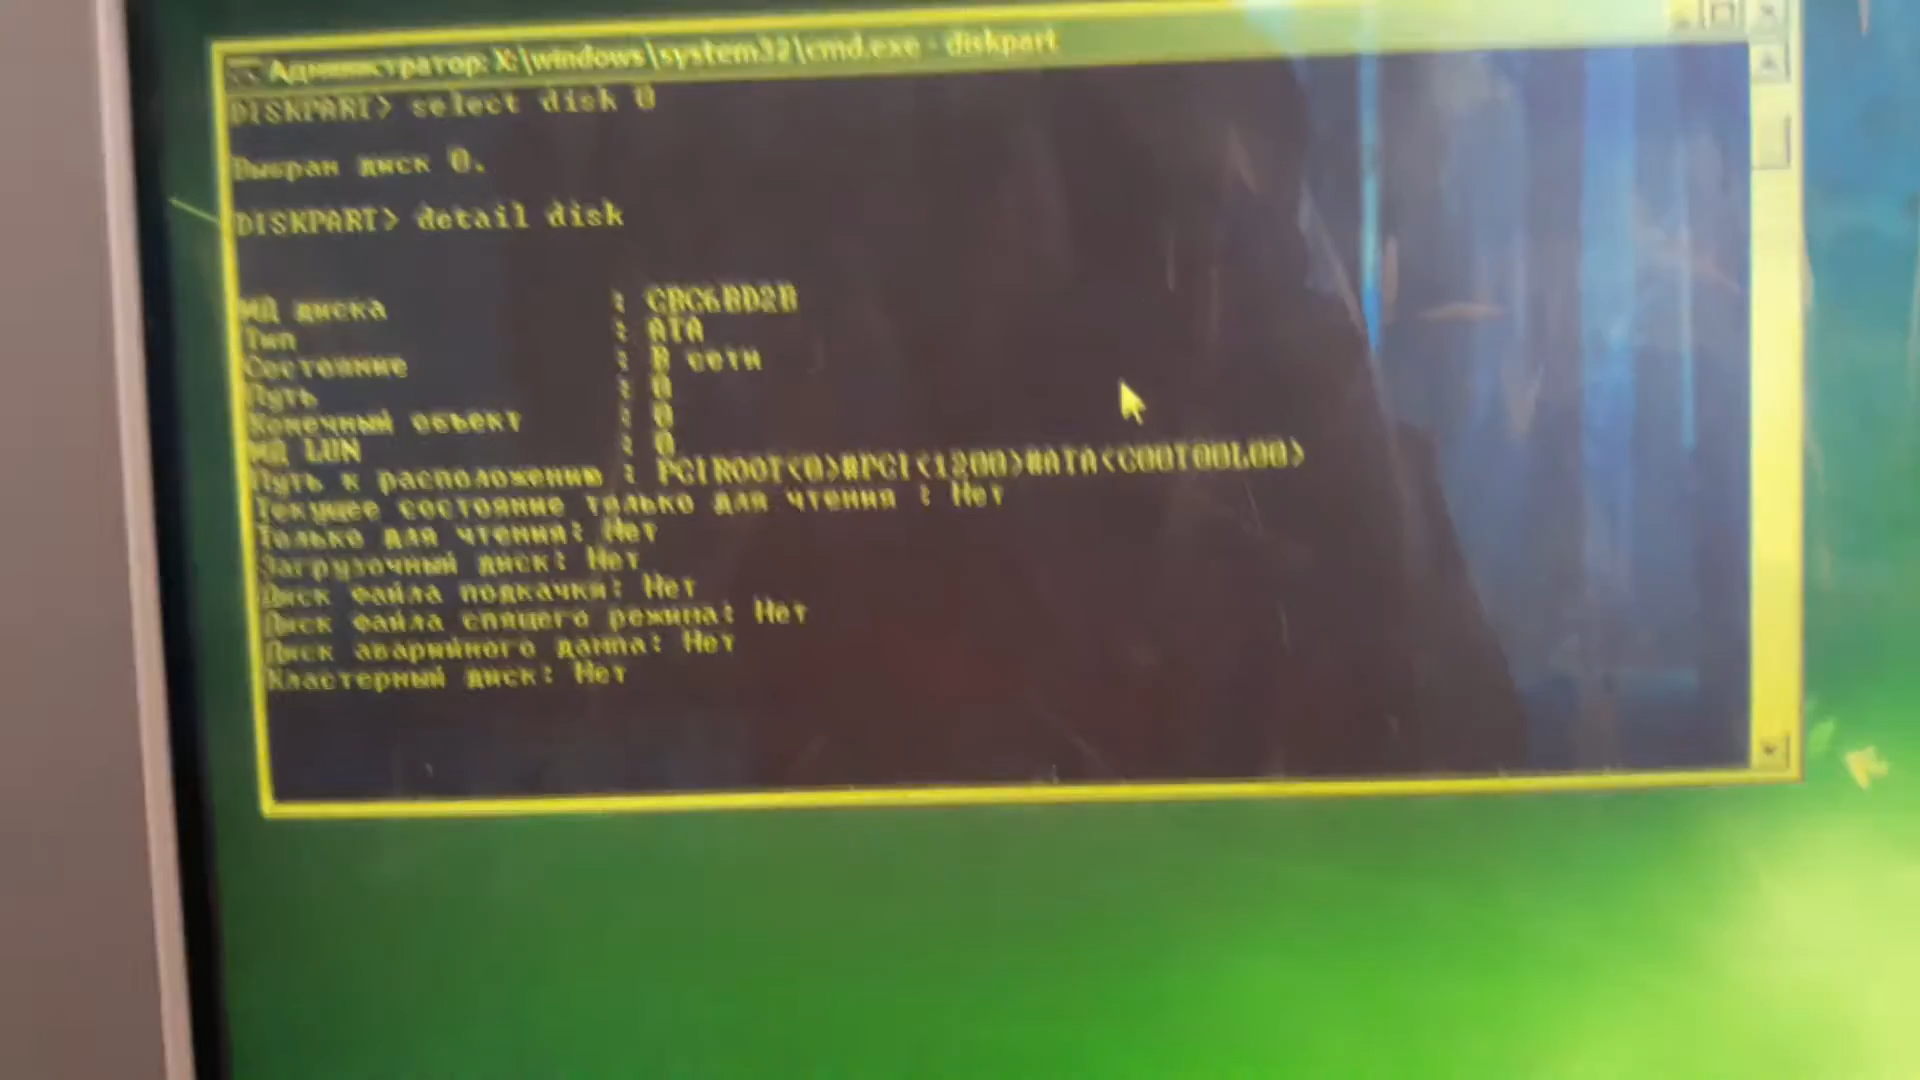 Администратор: X:\windows\system32\cmd.exe - diskpart
DISKPART> select disk 0
Выбран диск 0.
DISKPART> detail disk
ИД диска : CBC6BD2B
Тип : ATA
Состояние : В сети
Путь : 0
Конечный объект : 0
ИД LUN : 0
Путь к расположению : PCIROOT(0)#PCI(1200)#ATA(C00T00L00)
Текущее состояние только для чтения : Нет
Только для чтения: Нет
Загрузочный диск: Нет
Диск файла подкачки: Нет
Диск файла спящего режима: Нет
Диск аварийного дампа: Нет
Кластерный диск: Нет